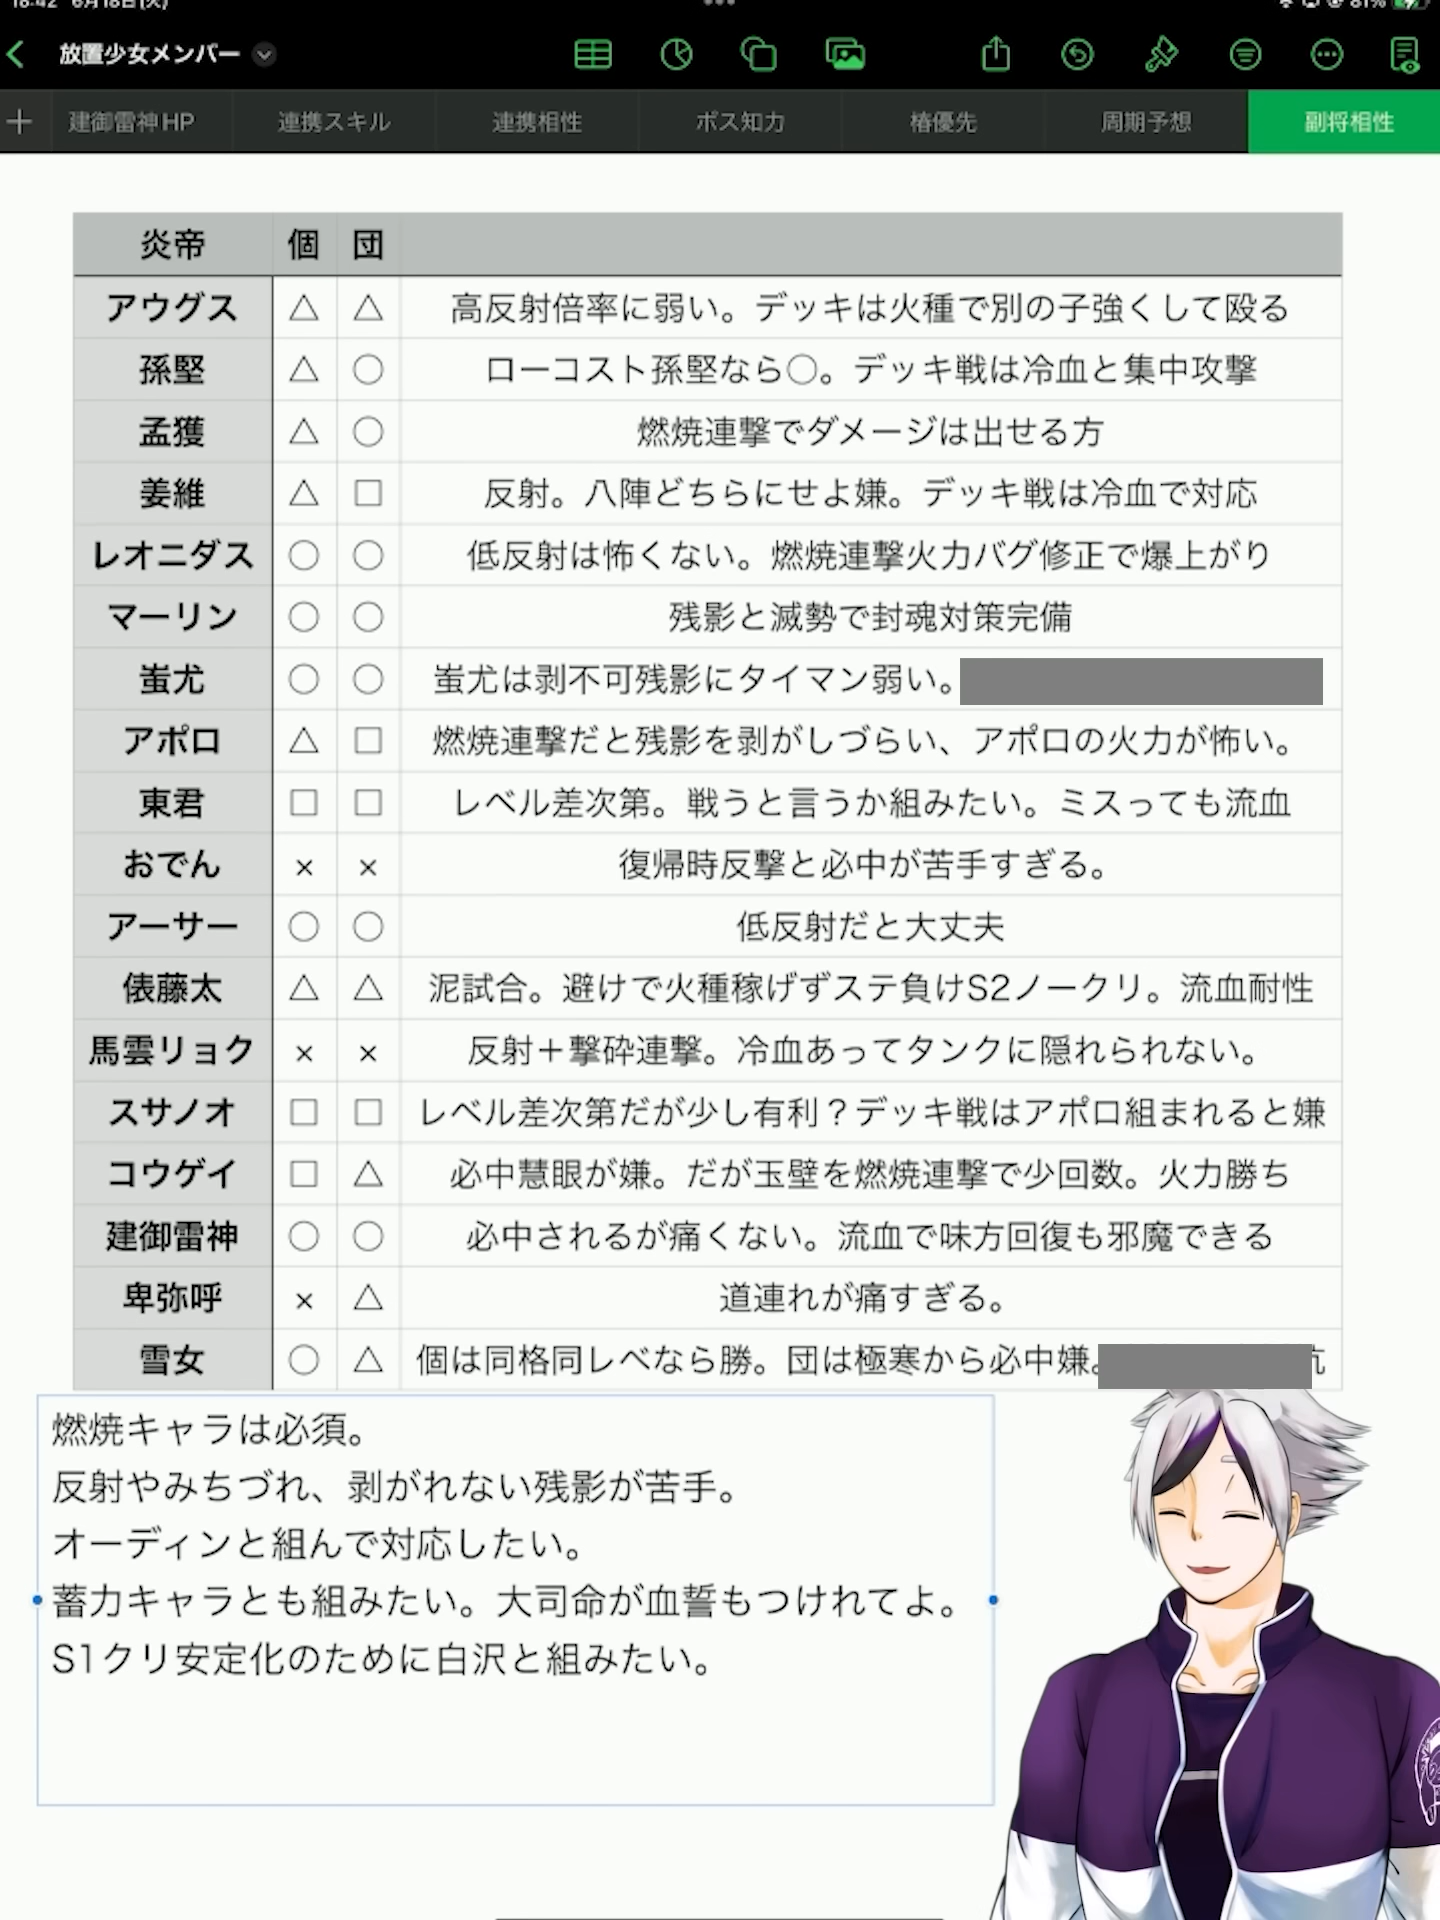 放置少女メンバー
建御雷神HP 連携スキル 連携相性 ボス知力 椿優先 周期予想 副将相性
炎帝 個 団
アウグス △ △ 高反射倍率に弱い。デッキは火種で別の子強くして殴る
孫堅 △ ○ ローコスト孫堅なら○。デッキ戦は冷血と集中攻撃
孟獲 △ ○ 燃焼連撃でダメージは出せる方
姜維 △ □ 反射。八陣どちらにせよ嫌。デッキ戦は冷血で対応
レオニダス ○ ○ 低反射は怖くない。燃焼連撃火力バグ修正で爆上がり
マーリン ○ ○ 残影と滅勢で封魂対策完備
蚩尤 ○ ○ 蚩尤は剥不可残影にタイマン弱い。
アポロ △ □ 燃焼連撃だと残影を剥がしづらい、アポロの火力が怖い。
東君 □ □ レベル差次第。戦うと言うか組みたい。ミスっても流血
おでん × × 復帰時反撃と必中が苦手すぎる。
アーサー ○ ○ 低反射だと大丈夫
俵藤太 △ △ 泥試合。避けで火種稼げずステ負けS2ノークリ。流血耐性
馬雲リョク × × 反射＋撃砕連撃。冷血あってタンクに隠れられない。
スサノオ □ □ レベル差次第だが少し有利？デッキ戦はアポロ組まれると嫌
コウゲイ □ △ 必中慧眼が嫌。だが玉壁を燃焼連撃で少回数。火力勝ち
建御雷神 ○ ○ 必中されるが痛くない。流血で味方回復も邪魔できる
卑弥呼 × △ 道連れが痛すぎる。
雪女 ○ △ 個は同格同レベなら勝。団は極寒から必中嫌。
燃焼キャラは必須。
反射やみちづれ、剥がれない残影が苦手。
オーディンと組んで対応したい。
蓄力キャラとも組みたい。大司命が血誓もつけれてよ。
S1クリ安定化のために白沢と組みたい。